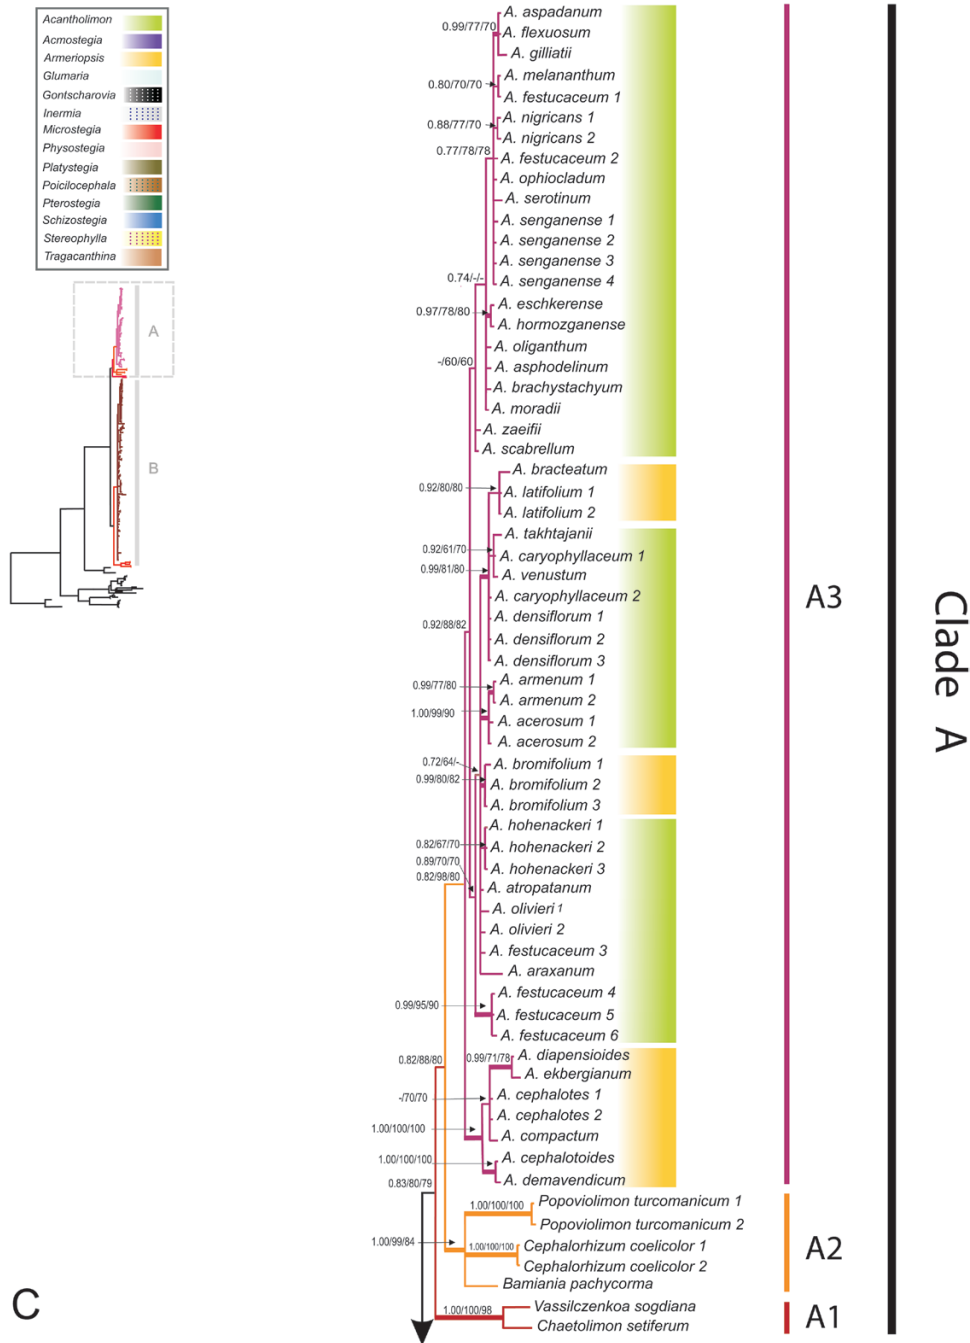 Acantholimon
Acmostegia
Armeriopsis
Glumaria
Gontscharovia
Inermia
Microstegia
Physostegia
Platystegia
Poicilocephala
Pterostegia
Schizostegia
Stereophylla
Tragacanthina
A
B
A. aspadanum
0.99/77/70
A. flexuosum
A. gilliatii
A. melananthum
0.80/70/70
A. festucaceum 1
A. nigricans 1
0.88/77/70
A. nigricans 2
0.77/78/78
A. festucaceum 2
A. ophiocladum
A. serotinum
A. senganense 1
A. senganense 2
A. senganense 3
0.74/-/-
A. senganense 4
A. eschkerense
0.97/78/80
A. hormozganense
A. oliganthum
-/60/60
A. asphodelinum
A. brachystachyum
A. moradii
A. zaeifii
A. scabrellum
A. bracteatum
0.92/80/80
A. latifolium 1
A. latifolium 2
A. takhtajanii
0.92/61/70
A. caryophyllaceum 1
0.99/81/80
A. venustum
A. caryophyllaceum 2
A. densiflorum 1
0.92/88/82
A. densiflorum 2
A. densiflorum 3
A. armenum 1
0.99/77/80
A. armenum 2
1.00/99/90
A. acerosum 1
A. acerosum 2
0.72/64/-
A. bromifolium 1
0.99/80/82
A. bromifolium 2
A. bromifolium 3
A. hohenackeri 1
0.82/67/70
A. hohenackeri 2
0.89/70/70
A. hohenackeri 3
0.82/98/80
A. atropatanum
A. olivieri 1
A. olivieri 2
A. festucaceum 3
A. araxanum
A. festucaceum 4
0.99/95/90
A. festucaceum 5
A. festucaceum 6
0.82/88/80
0.99/71/78
A. diapensioides
A. ekbergianum
-/70/70
A. cephalotes 1
A. cephalotes 2
1.00/100/100
A. compactum
1.00/100/100
A. cephalotoides
0.83/80/79
A. demavendicum
1.00/100/100
Popoviolimon turcomanicum 1
Popoviolimon turcomanicum 2
1.00/99/84
1.00/100/100
Cephalorhizum coelicolor 1
Cephalorhizum coelicolor 2
Bamiania pachycorma
1.00/100/98
Vassilczenkoa sogdiana
Chaetolimon setiferum
A3
A2
A1
Clade A
C